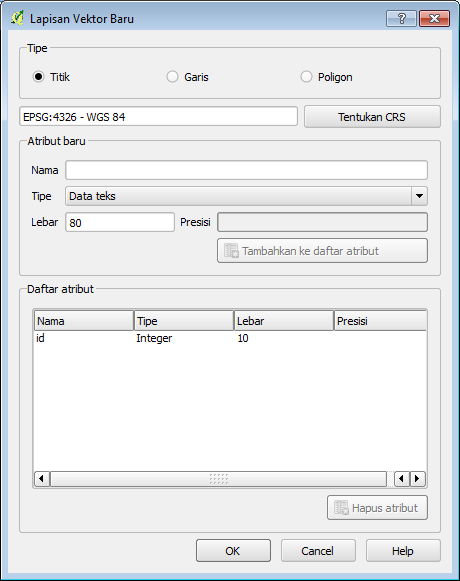 Lapisan Vektor Baru
Tipe
Titik Garis Poligon
EPSG:4326 - WGS 84 Tentukan CRS
Atribut baru
Nama
Tipe Data teks
Lebar 80 Presisi
Tambahkan ke daftar atribut
Daftar atribut
Nama Tipe Lebar Presisi
id Integer 10
Hapus atribut
OK Cancel Help